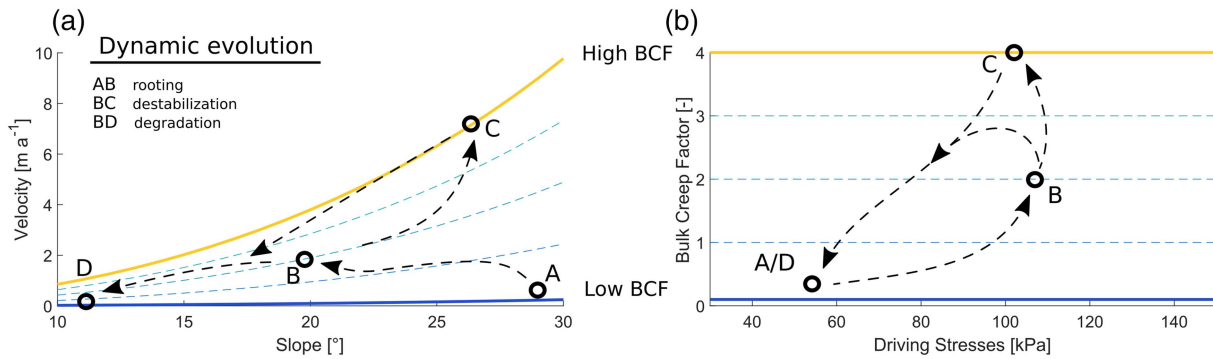 (a)
Dynamic evolution
AB rooting
BC destabilization
BD degradation
Velocity [m a⁻¹]
10
8
6
4
2
0
A
B
C
D
10 15 20 25 30
Slope [°]
High BCF
Low BCF
(b)
Bulk Creep Factor [-]
4
3
2
1
0
C
B
A/D
40 60 80 100 120 140
Driving Stresses [kPa]